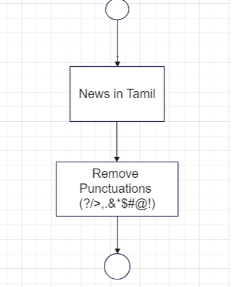 News in Tamil
Remove
Punctuations
(?/>,.&*$#@!)